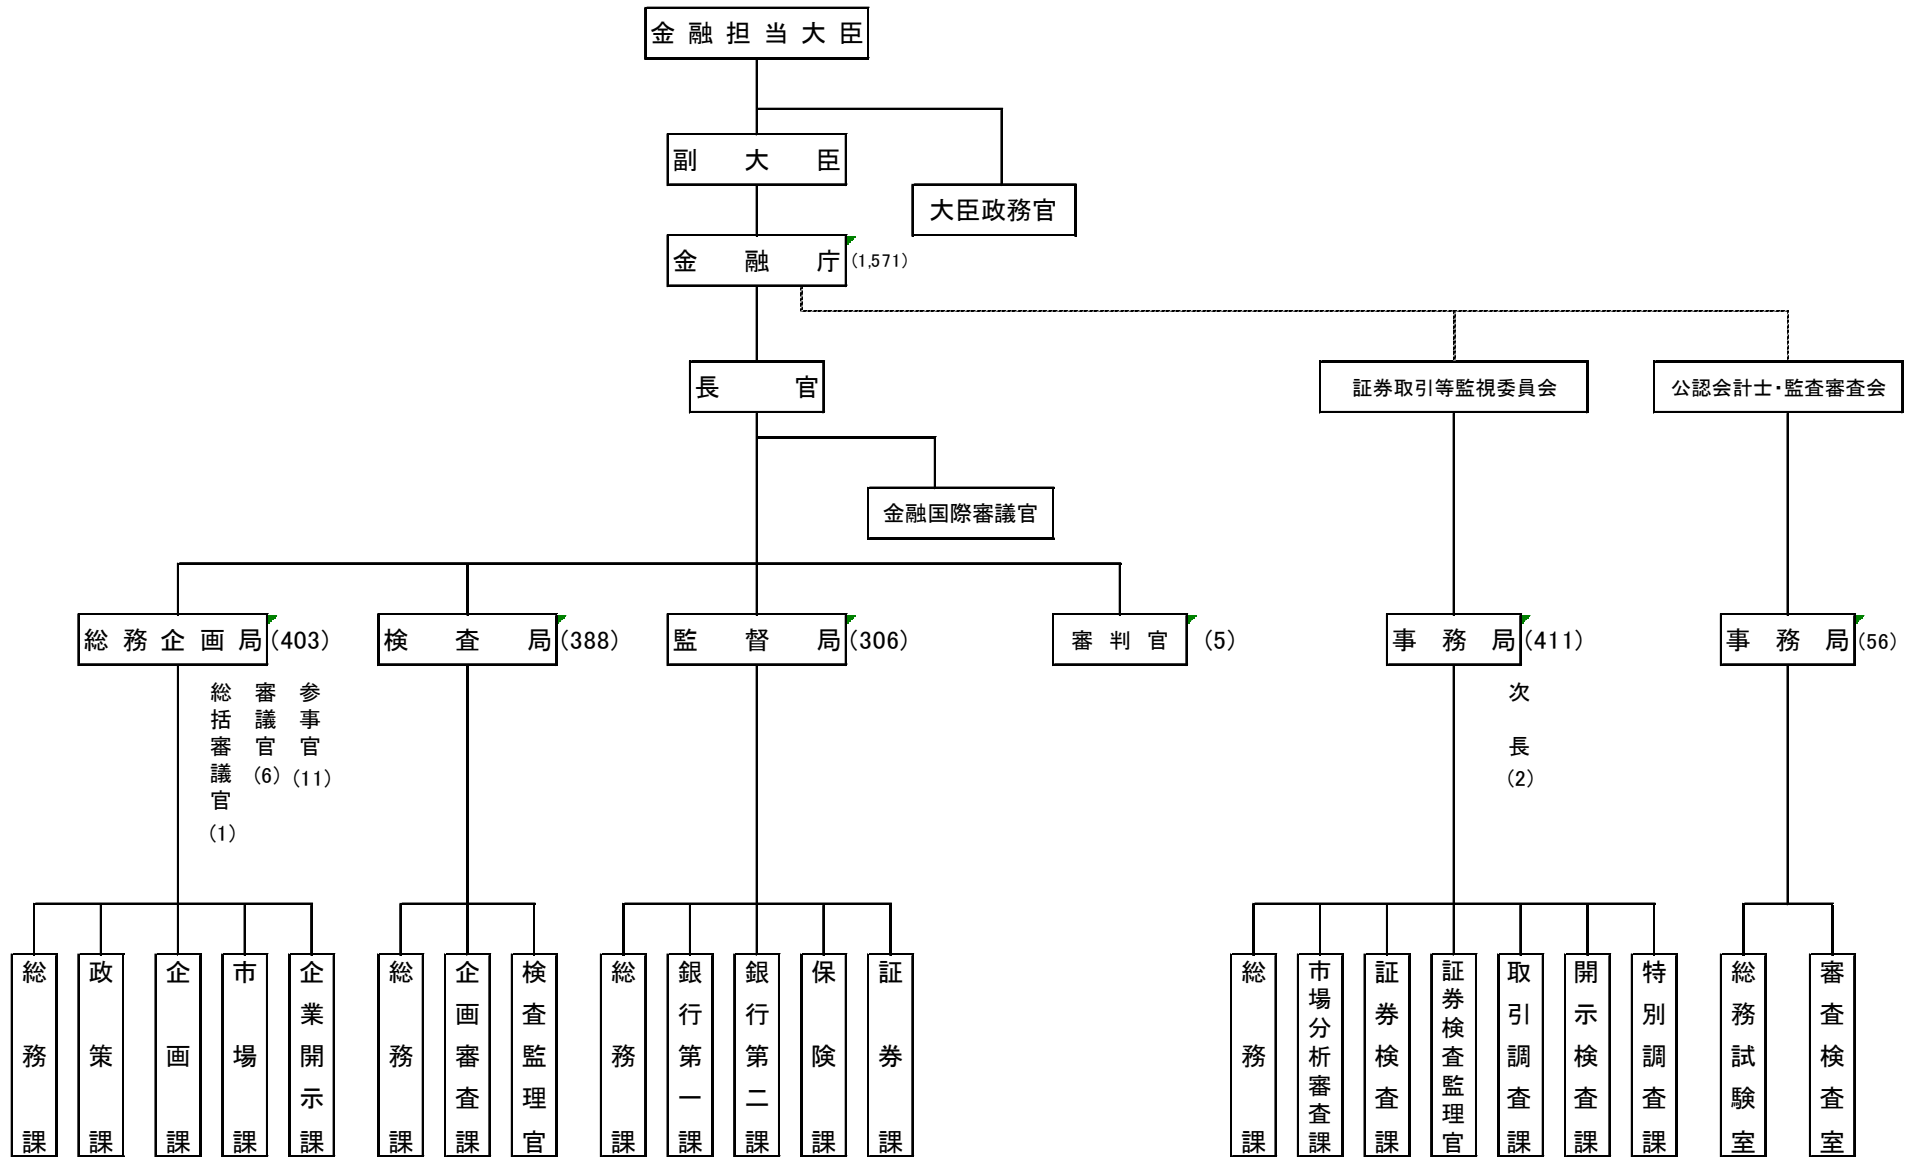 金融担当大臣
副大臣
大臣政務官
金融庁 (1,571)
長官
証券取引等監視委員会
公認会計士・監査審査会
金融国際審議官
総務企画局 (403)
検査局 (388)
監督局 (306)
審判官 (5)
事務局 (411)
事務局 (56)
総括審議官 (1)
審議官 (6)
参事官 (11)
次長 (2)
総務課
政策課
企画課
市場課
企業開示課
総務課
企画審査課
検査監理官
総務課
銀行第一課
銀行第二課
保険課
証券課
総務課
市場分析審査課
証券検査課
証券検査監理官
取引調査課
開示検査課
特別調査課
総務試験室
審査検査室